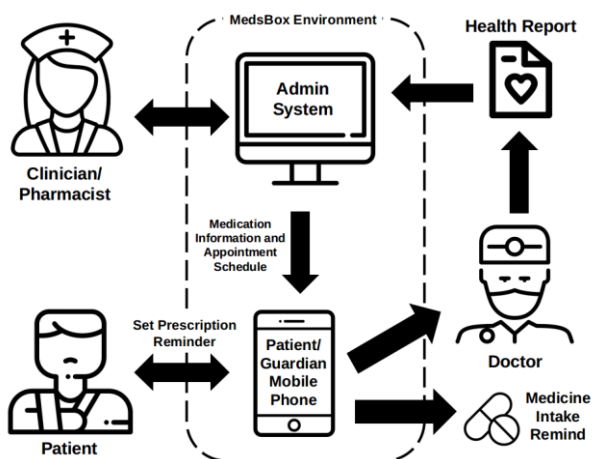 MedsBox Environment
Health Report
Admin
System
Clinician/
Pharmacist
Medication
Information and
Appointment
Schedule
Set Prescription
Reminder
Patient/
Guardian
Mobile
Phone
Doctor
Medicine
Intake
Remind
Patient